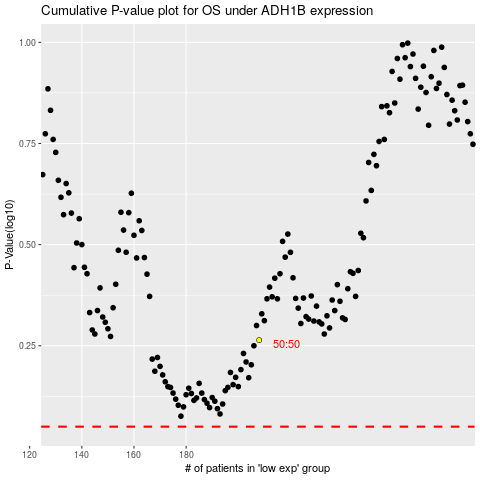 Cumulative P-value plot for OS under ADH1B expression
P-Value(log10)
1.00
0.75
0.50
0.25
50:50
120 140 160 180
# of patients in 'low exp' group